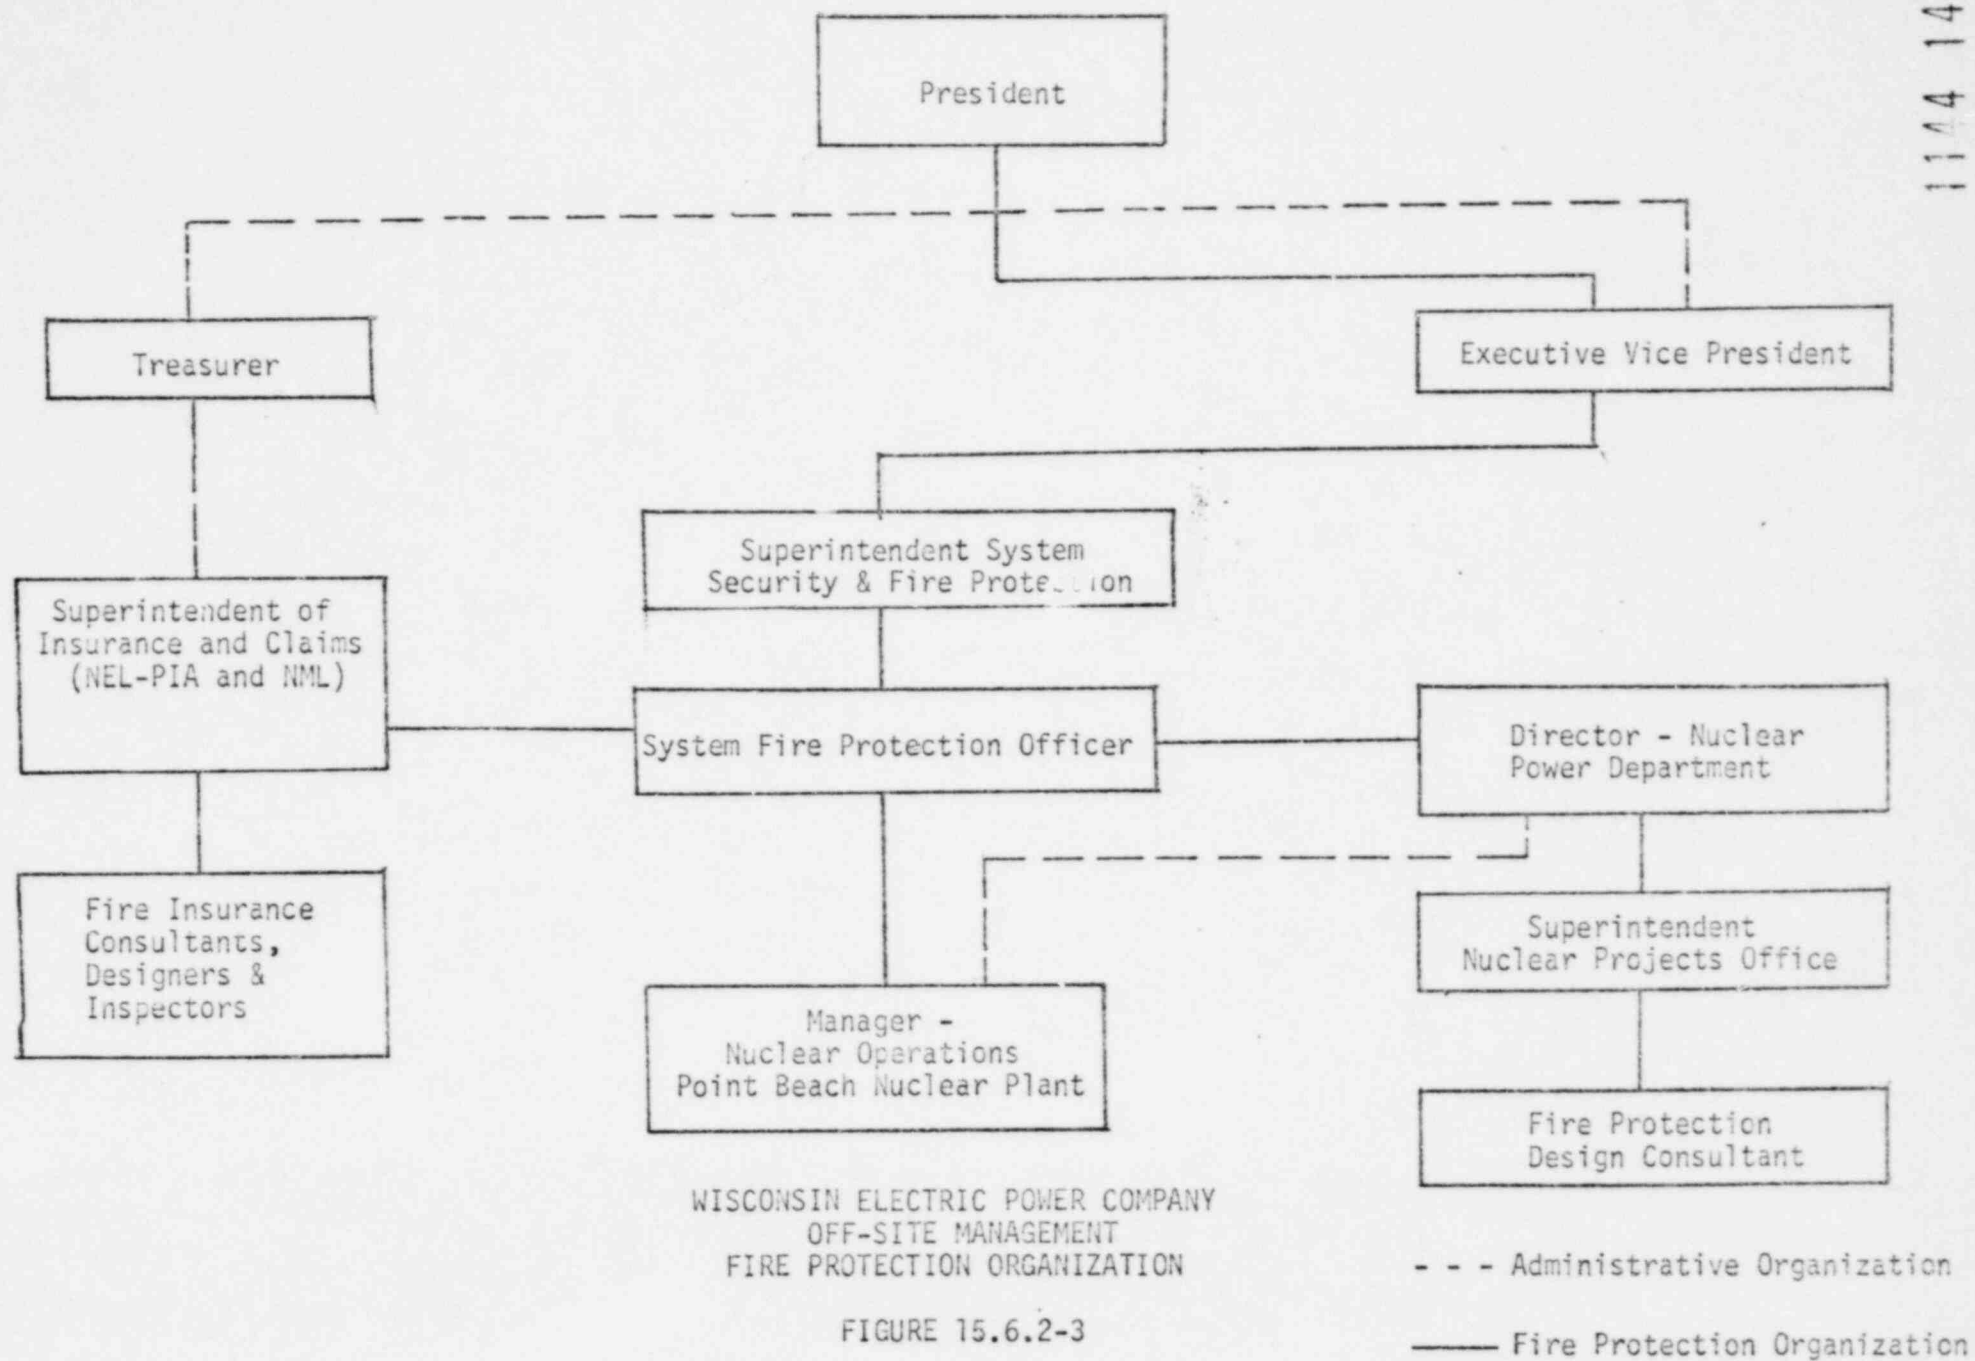 1144 14
President
Treasurer
Executive Vice President
Superintendent System
Security & Fire Protection
Superintendent of
Insurance and Claims
(NEL-PIA and NML)
System Fire Protection Officer
Director - Nuclear
Power Department
Fire Insurance
Consultants,
Designers &
Inspectors
Superintendent
Nuclear Projects Office
Manager -
Nuclear Operations
Point Beach Nuclear Plant
Fire Protection
Design Consultant
WISCONSIN ELECTRIC POWER COMPANY
OFF-SITE MANAGEMENT
FIRE PROTECTION ORGANIZATION
FIGURE 15.6.2-3
- - - Administrative Organization
——— Fire Protection Organization